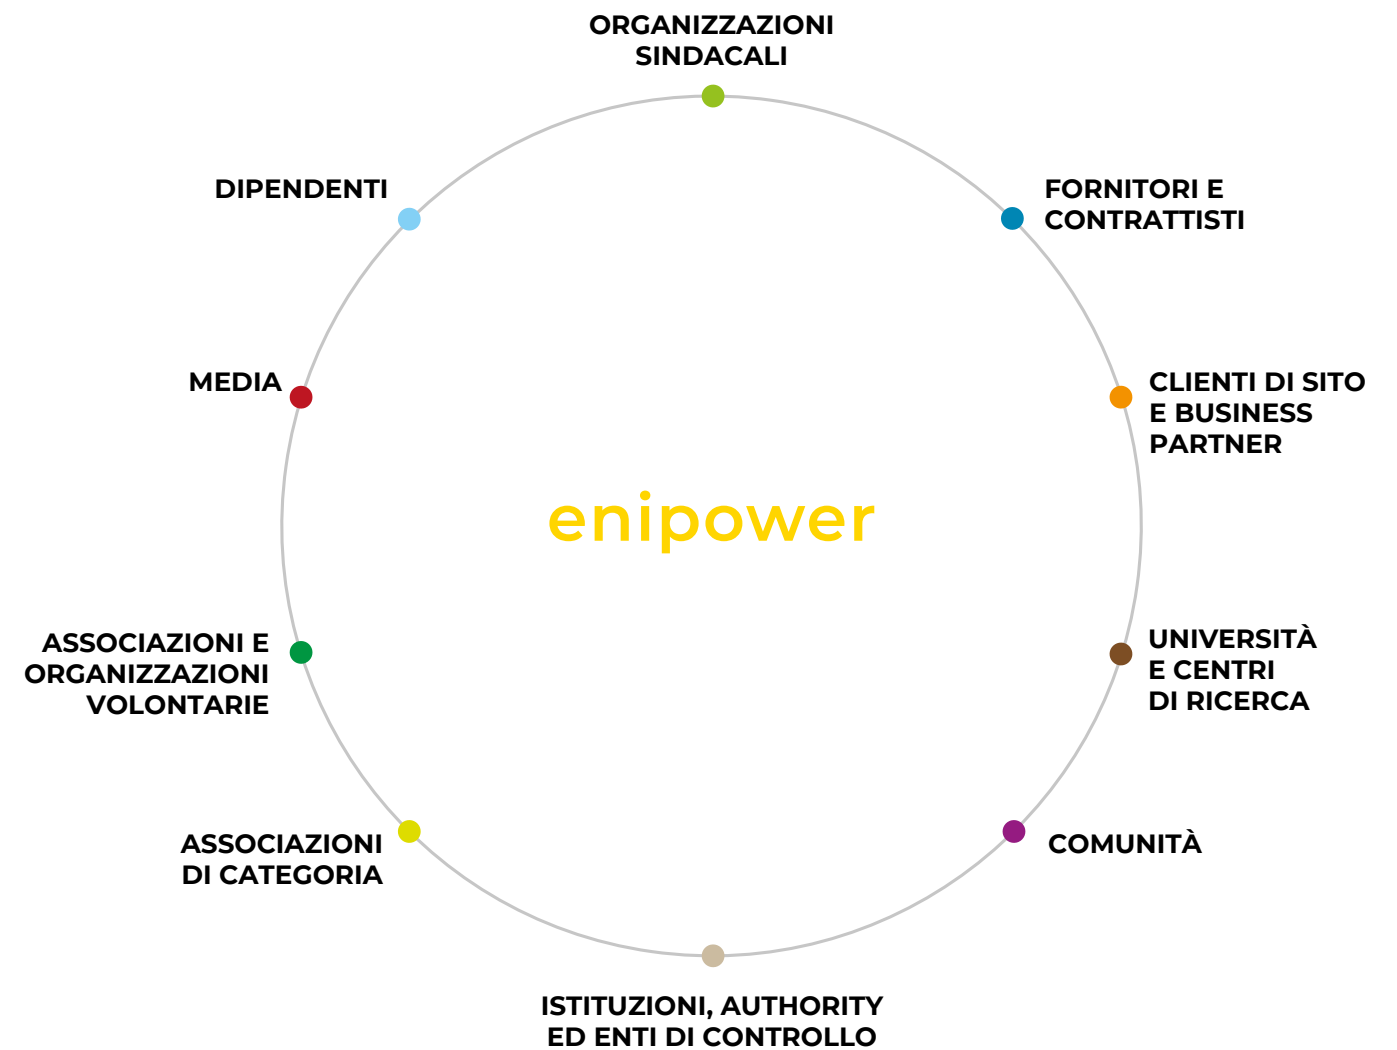 ORGANIZZAZIONI
SINDACALI
DIPENDENTI
FORNITORI E
CONTRATTISTI
MEDIA
CLIENTI DI SITO
E BUSINESS
PARTNER
enipower
ASSOCIAZIONI E
ORGANIZZAZIONI
VOLONTARIE
UNIVERSITÀ
E CENTRI
DI RICERCA
ASSOCIAZIONI
DI CATEGORIA
COMUNITÀ
ISTITUZIONI, AUTHORITY
ED ENTI DI CONTROLLO